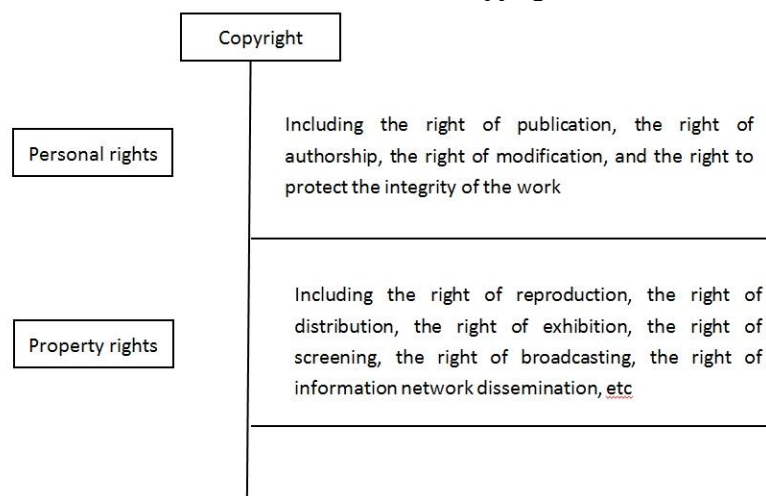 Copyright
Personal rights
Including the right of publication, the right of
authorship, the right of modification, and the right to
protect the integrity of the work
Property rights
Including the right of reproduction, the right of
distribution, the right of exhibition, the right of
screening, the right of broadcasting, the right of
information network dissemination, etc